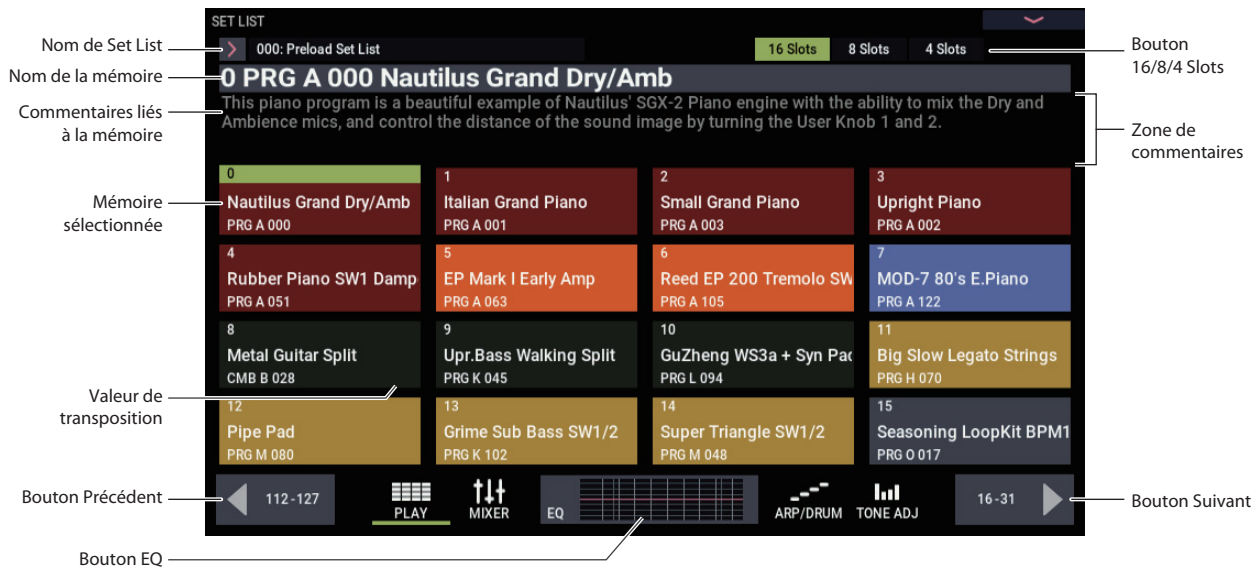 SET LIST
Nom de Set List
000: Preload Set List
16 Slots
8 Slots
4 Slots
Bouton
16/8/4 Slots
Nom de la mémoire
0 PRG A 000 Nautilus Grand Dry/Amb
Commentaires liés
à la mémoire
This piano program is a beautiful example of Nautilus' SGX-2 Piano engine with the ability to mix the Dry and
Ambience mics, and control the distance of the sound image by turning the User Knob 1 and 2.
Zone de
commentaires
Mémoire
sélectionnée
0
Nautilus Grand Dry/Amb
PRG A 000
1
Italian Grand Piano
PRG A 001
2
Small Grand Piano
PRG A 003
3
Upright Piano
PRG A 002
4
Rubber Piano SW1 Damp
PRG A 051
5
EP Mark I Early Amp
PRG A 063
6
Reed EP 200 Tremolo SW
PRG A 105
7
MOD-7 80's E.Piano
PRG A 122
8
Metal Guitar Split
CMB B 028
9
Upr.Bass Walking Split
PRG K 045
10
GuZheng WS3a + Syn Pad
PRG L 094
11
Big Slow Legato Strings
PRG H 070
Valeur de
transposition
12
Pipe Pad
PRG M 080
13
Grime Sub Bass SW1/2
PRG K 102
14
Super Triangle SW1/2
PRG M 048
15
Seasoning LoopKit BPM1
PRG O 017
Bouton Précédent
112-127
PLAY
MIXER
EQ
ARP/DRUM
TONE ADJ
16-31
Bouton Suivant
Bouton EQ